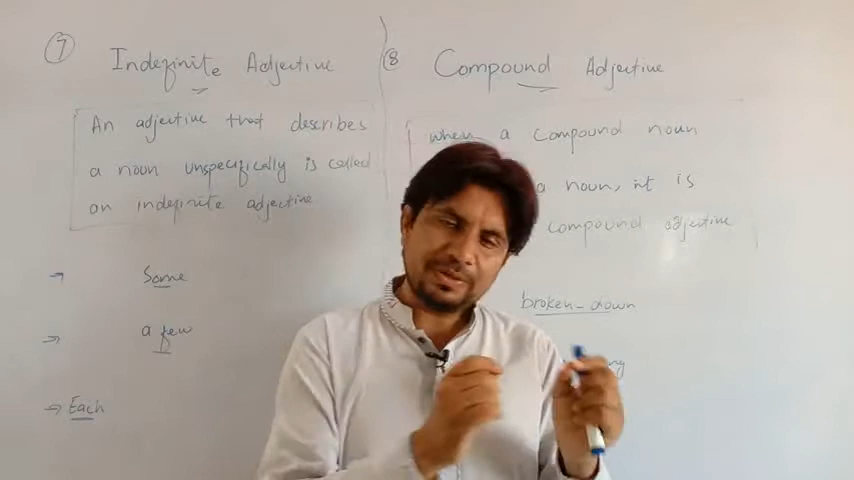 7 Indefinite Adjective
An adjective that describes
a noun unspecifically is called
an indefinite adjective
→ Some
→ a few
→ Each
8 Compound Adjective
when a compound noun
a noun, it is
compound adjective
broken-down